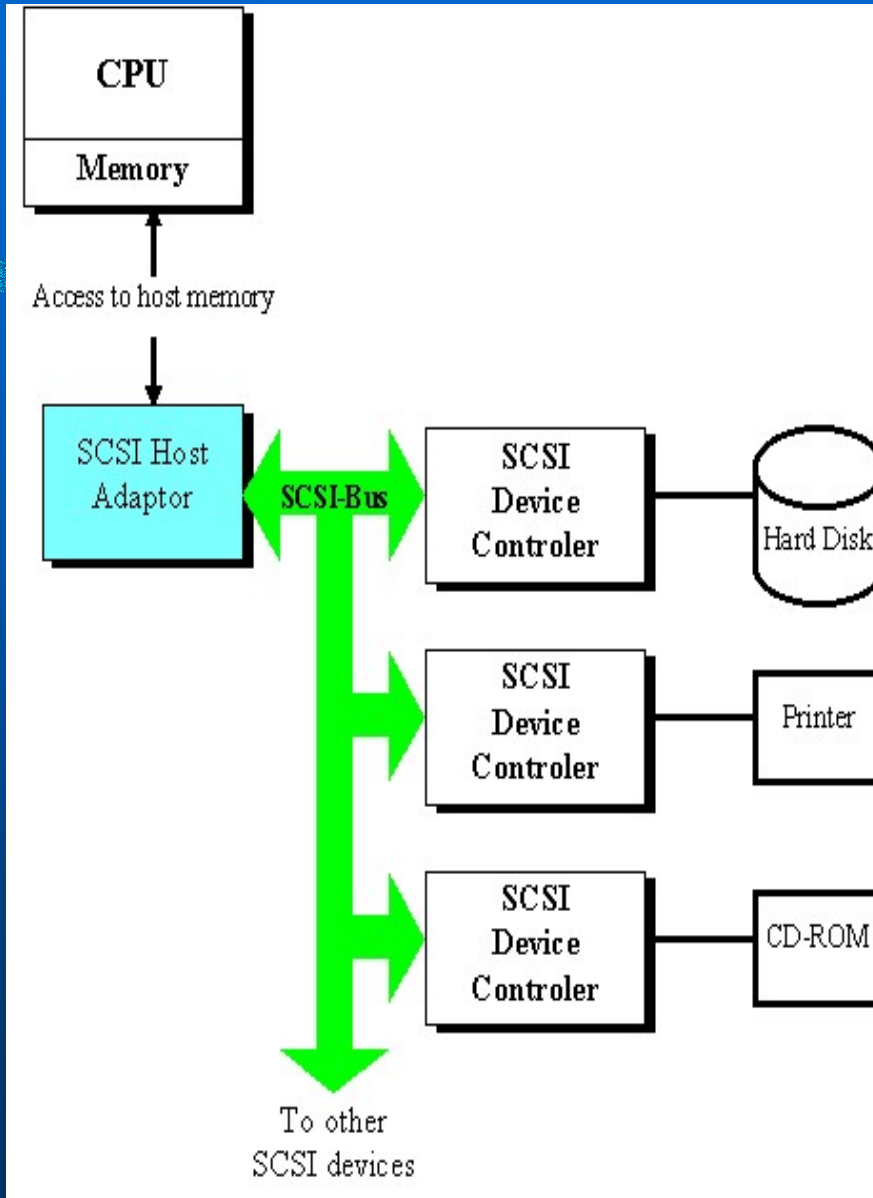 CPU
Memory
Access to host memory
SCSI Host
Adaptor
SCSI-Bus
SCSI
Device
Controler
Hard Disk
SCSI
Device
Controler
Printer
SCSI
Device
Controler
CD-ROM
To other
SCSI devices